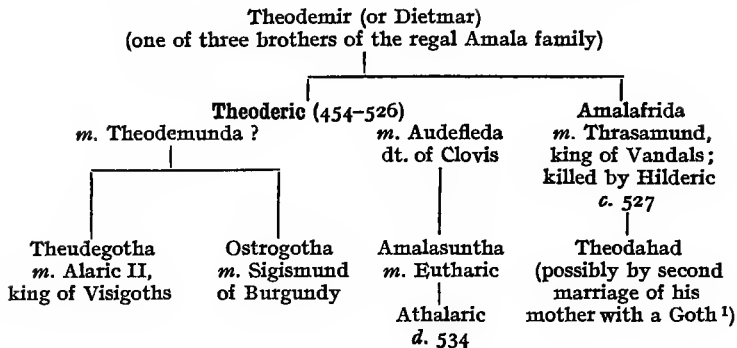 Theodemir (or Dietmar)
(one of three brothers of the regal Amala family)
Theoderic (454–526)
m. Theodemunda ?
m. Audefleda
dt. of Clovis
Amalafrida
m. Thrasamund,
king of Vandals;
killed by Hilderic
c. 527
Theudegotha
m. Alaric II,
king of Visigoths
Ostrogotha
m. Sigismund
of Burgundy
Amalasuntha
m. Eutharic
Athalaric
d. 534
Theodahad
(possibly by second
marriage of his
mother with a Goth ¹)